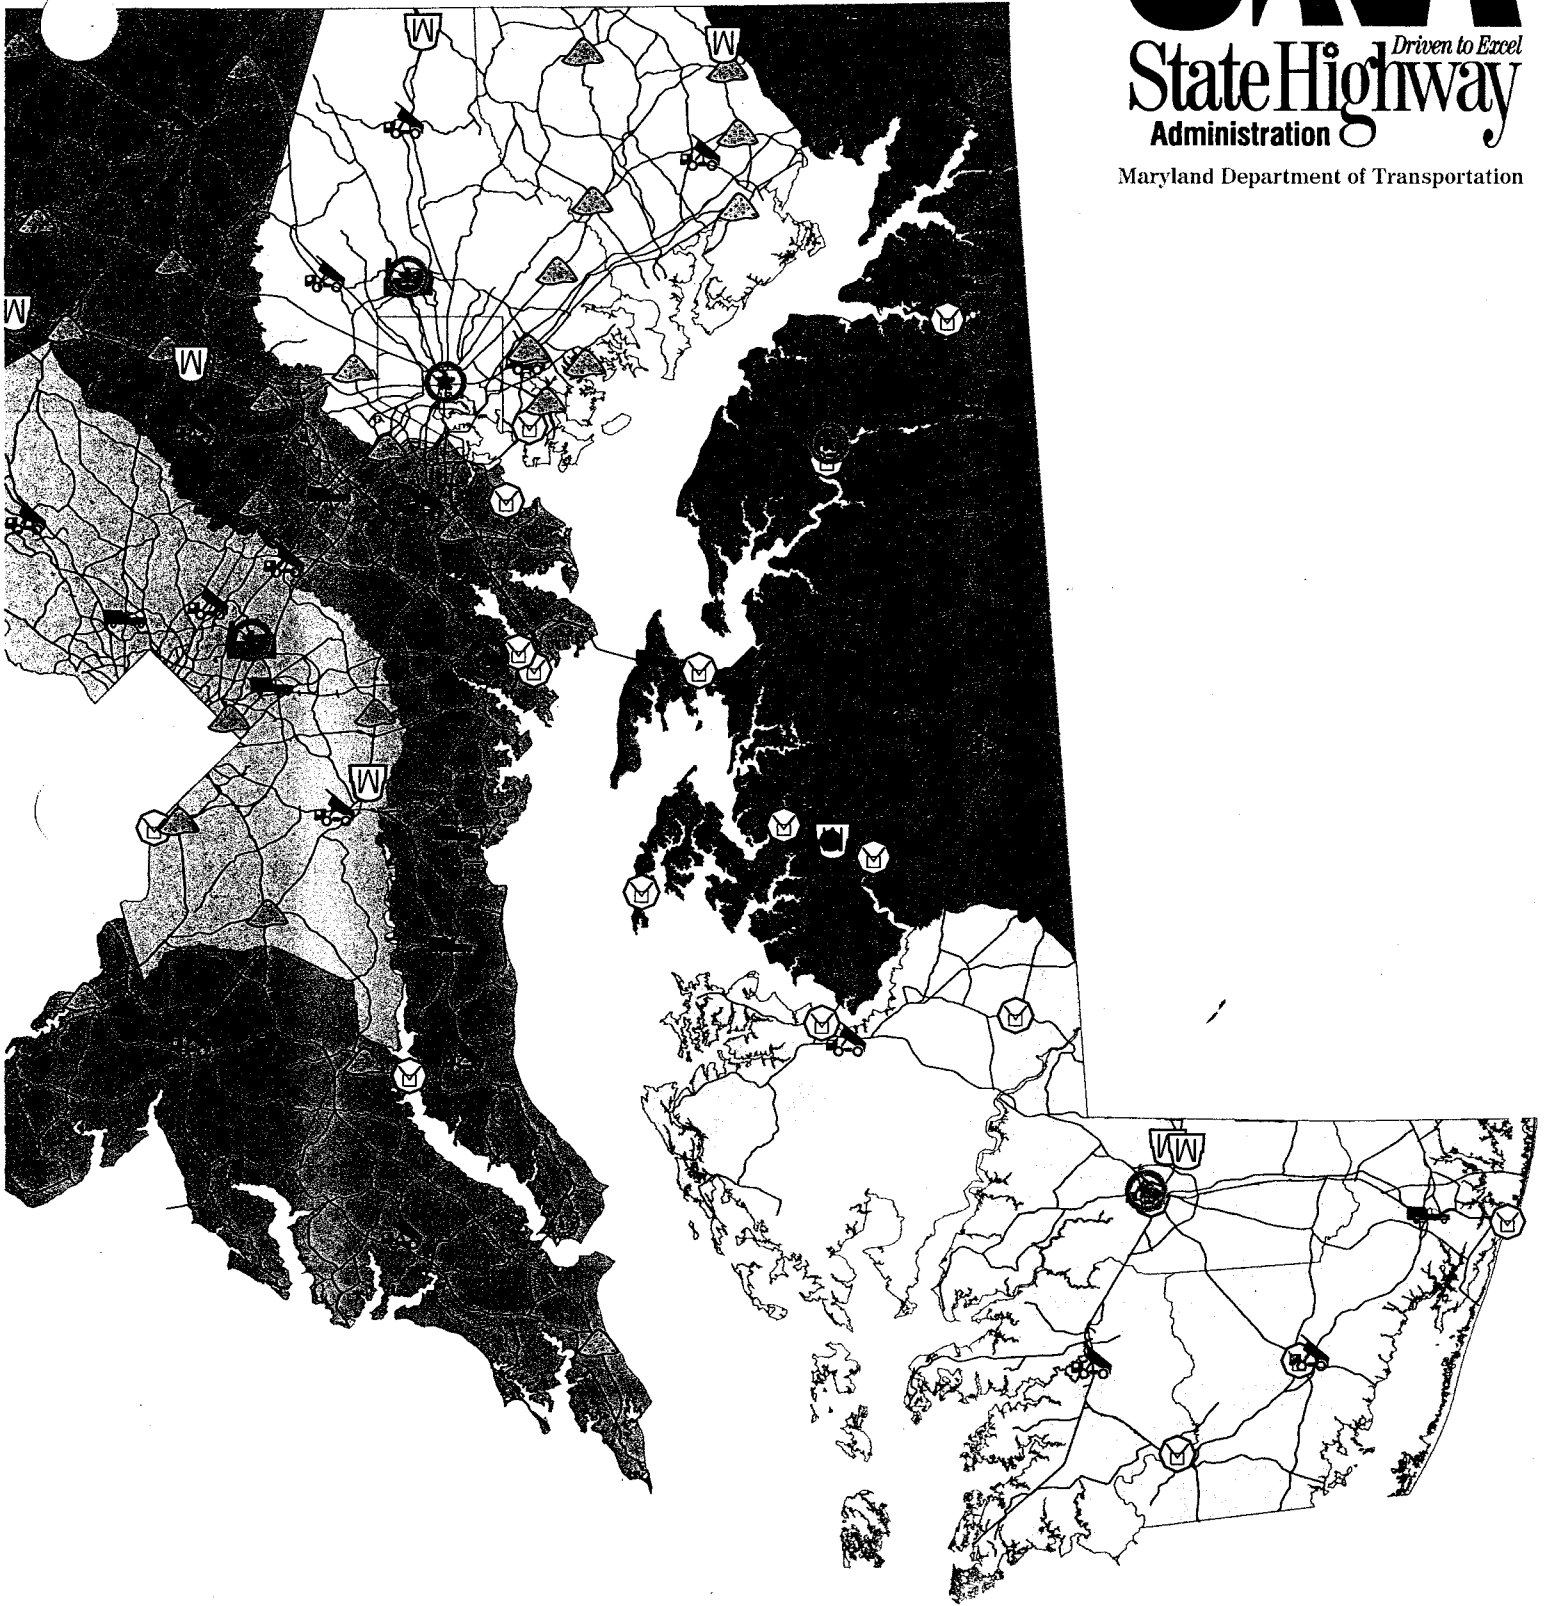 Driven to Excel
State Highway
Administration
Maryland Department of Transportation